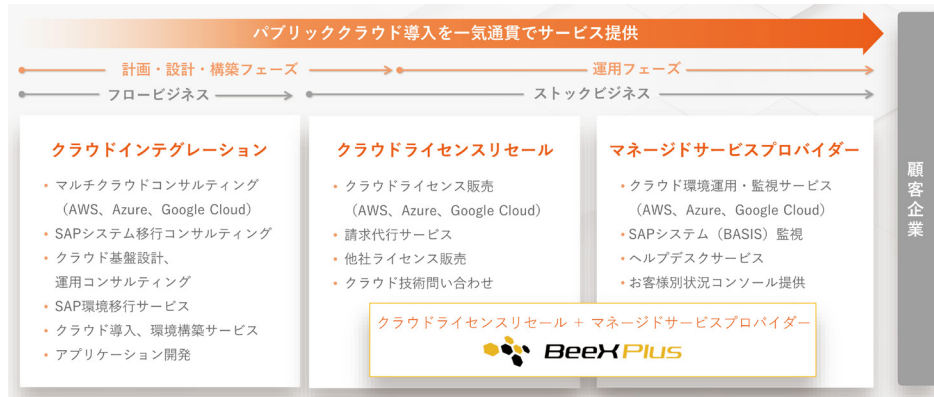 パブリッククラウド導入を一気通貫でサービス提供
計画・設計・構築フェーズ
運用フェーズ
フロービジネス
ストックビジネス
クラウドインテグレーション
・マルチクラウドコンサルティング
（AWS、Azure、Google Cloud）
・SAPシステム移行コンサルティング
・クラウド基盤設計、
運用コンサルティング
・SAP環境移行サービス
・クラウド導入、環境構築サービス
・アプリケーション開発
クラウドライセンスリセール
・クラウドライセンス販売
（AWS、Azure、Google Cloud）
・請求代行サービス
・他社ライセンス販売
・クラウド技術問い合わせ
マネージドサービスプロバイダー
・クラウド環境運用・監視サービス
（AWS、Azure、Google Cloud）
・SAPシステム（BASIS）監視
・ヘルプデスクサービス
・お客様別状況コンソール提供
クラウドライセンスリセール + マネージドサービスプロバイダー
BeeXPlus
顧客企業